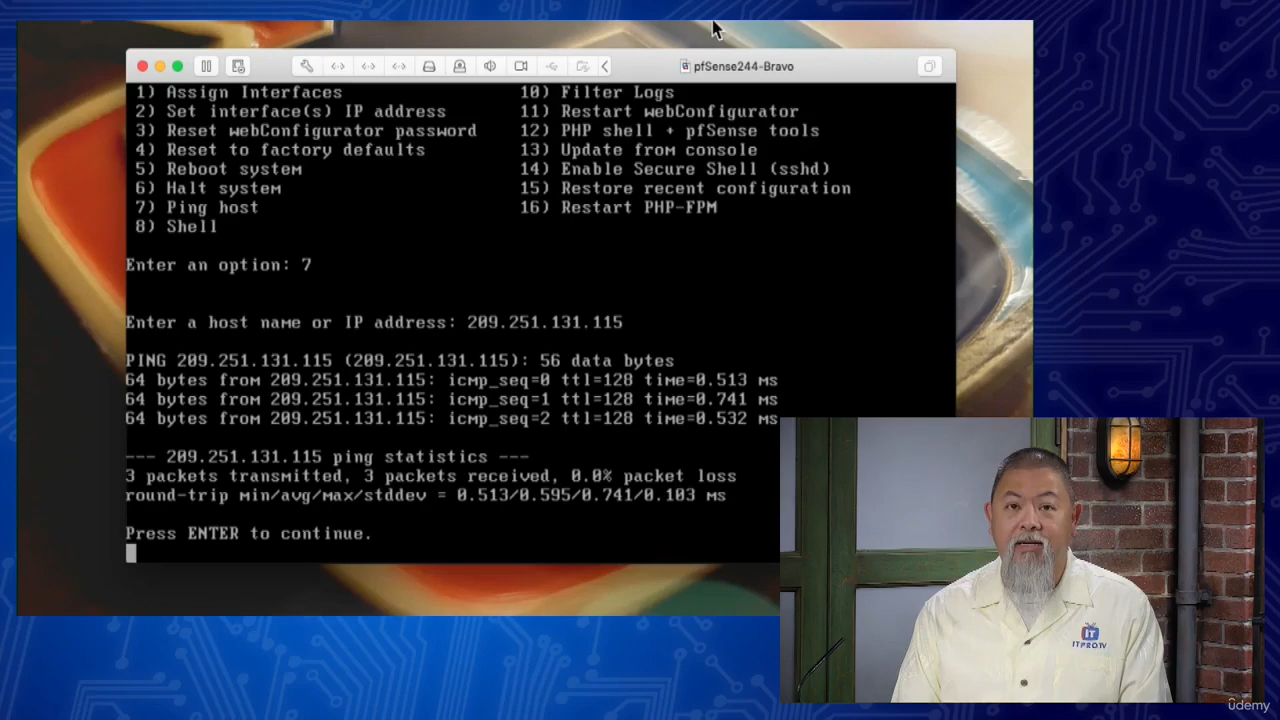 pfSense244-Bravo
1) Assign Interfaces 10) Filter Logs
2) Set interface(s) IP address 11) Restart webConfigurator
3) Reset webConfigurator password 12) PHP shell + pfSense tools
4) Reset to factory defaults 13) Update from console
5) Reboot system 14) Enable Secure Shell (sshd)
6) Halt system 15) Restore recent configuration
7) Ping host 16) Restart PHP-FPM
8) Shell
Enter an option: 7
Enter a host name or IP address: 209.251.131.115
PING 209.251.131.115 (209.251.131.115): 56 data bytes
64 bytes from 209.251.131.115: icmp_seq=0 ttl=128 time=0.513 ms
64 bytes from 209.251.131.115: icmp_seq=1 ttl=128 time=0.741 ms
64 bytes from 209.251.131.115: icmp_seq=2 ttl=128 time=0.532 ms
--- 209.251.131.115 ping statistics ---
3 packets transmitted, 3 packets received, 0.0% packet loss
round-trip min/avg/max/stddev = 0.513/0.595/0.741/0.103 ms
Press ENTER to continue.
IT
ITPRO.TV
ûdemy